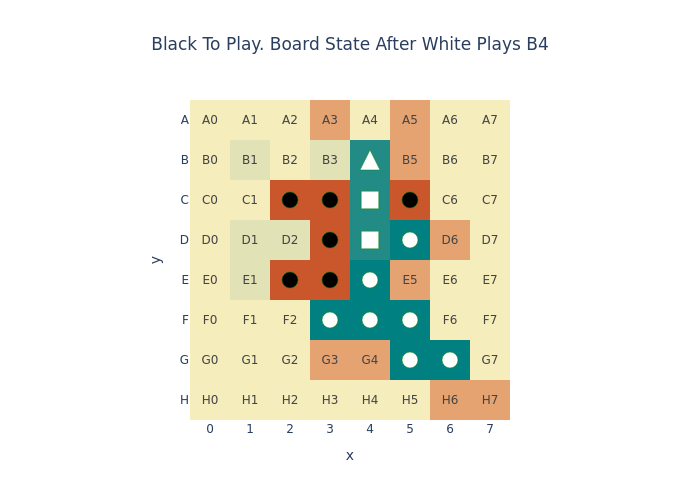 Black To Play. Board State After White Plays B4
A A0 A1 A2 A3 A4 A5 A6 A7
B B0 B1 B2 B3 B5 B6 B7
C C0 C1 C6 C7
D D0 D1 D2 D6 D7
E E0 E1 E5 E6 E7
F F0 F1 F2 F6 F7
G G0 G1 G2 G3 G4 G7
H H0 H1 H2 H3 H4 H5 H6 H7
0 1 2 3 4 5 6 7
x
y